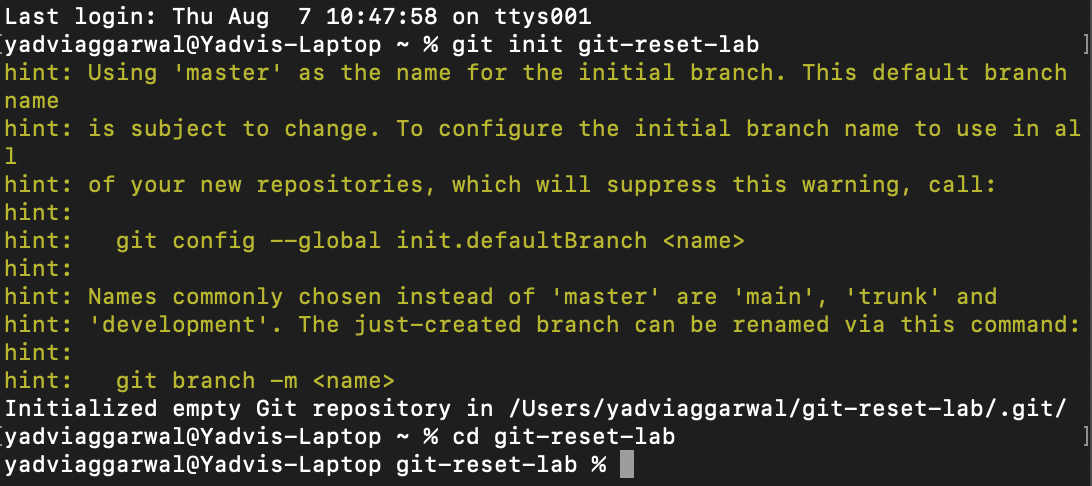 Last login: Thu Aug  7 10:47:58 on ttys001
[yadviaggarwal@Yadvis-Laptop ~ % git init git-reset-lab ]
hint: Using 'master' as the name for the initial branch. This default branch
name
hint: is subject to change. To configure the initial branch name to use in al
l
hint: of your new repositories, which will suppress this warning, call:
hint:
hint:   git config --global init.defaultBranch <name>
hint:
hint: Names commonly chosen instead of 'master' are 'main', 'trunk' and
hint: 'development'. The just-created branch can be renamed via this command:
hint:
hint:   git branch -m <name>
Initialized empty Git repository in /Users/yadviaggarwal/git-reset-lab/.git/
[yadviaggarwal@Yadvis-Laptop ~ % cd git-reset-lab ]
yadviaggarwal@Yadvis-Laptop git-reset-lab %